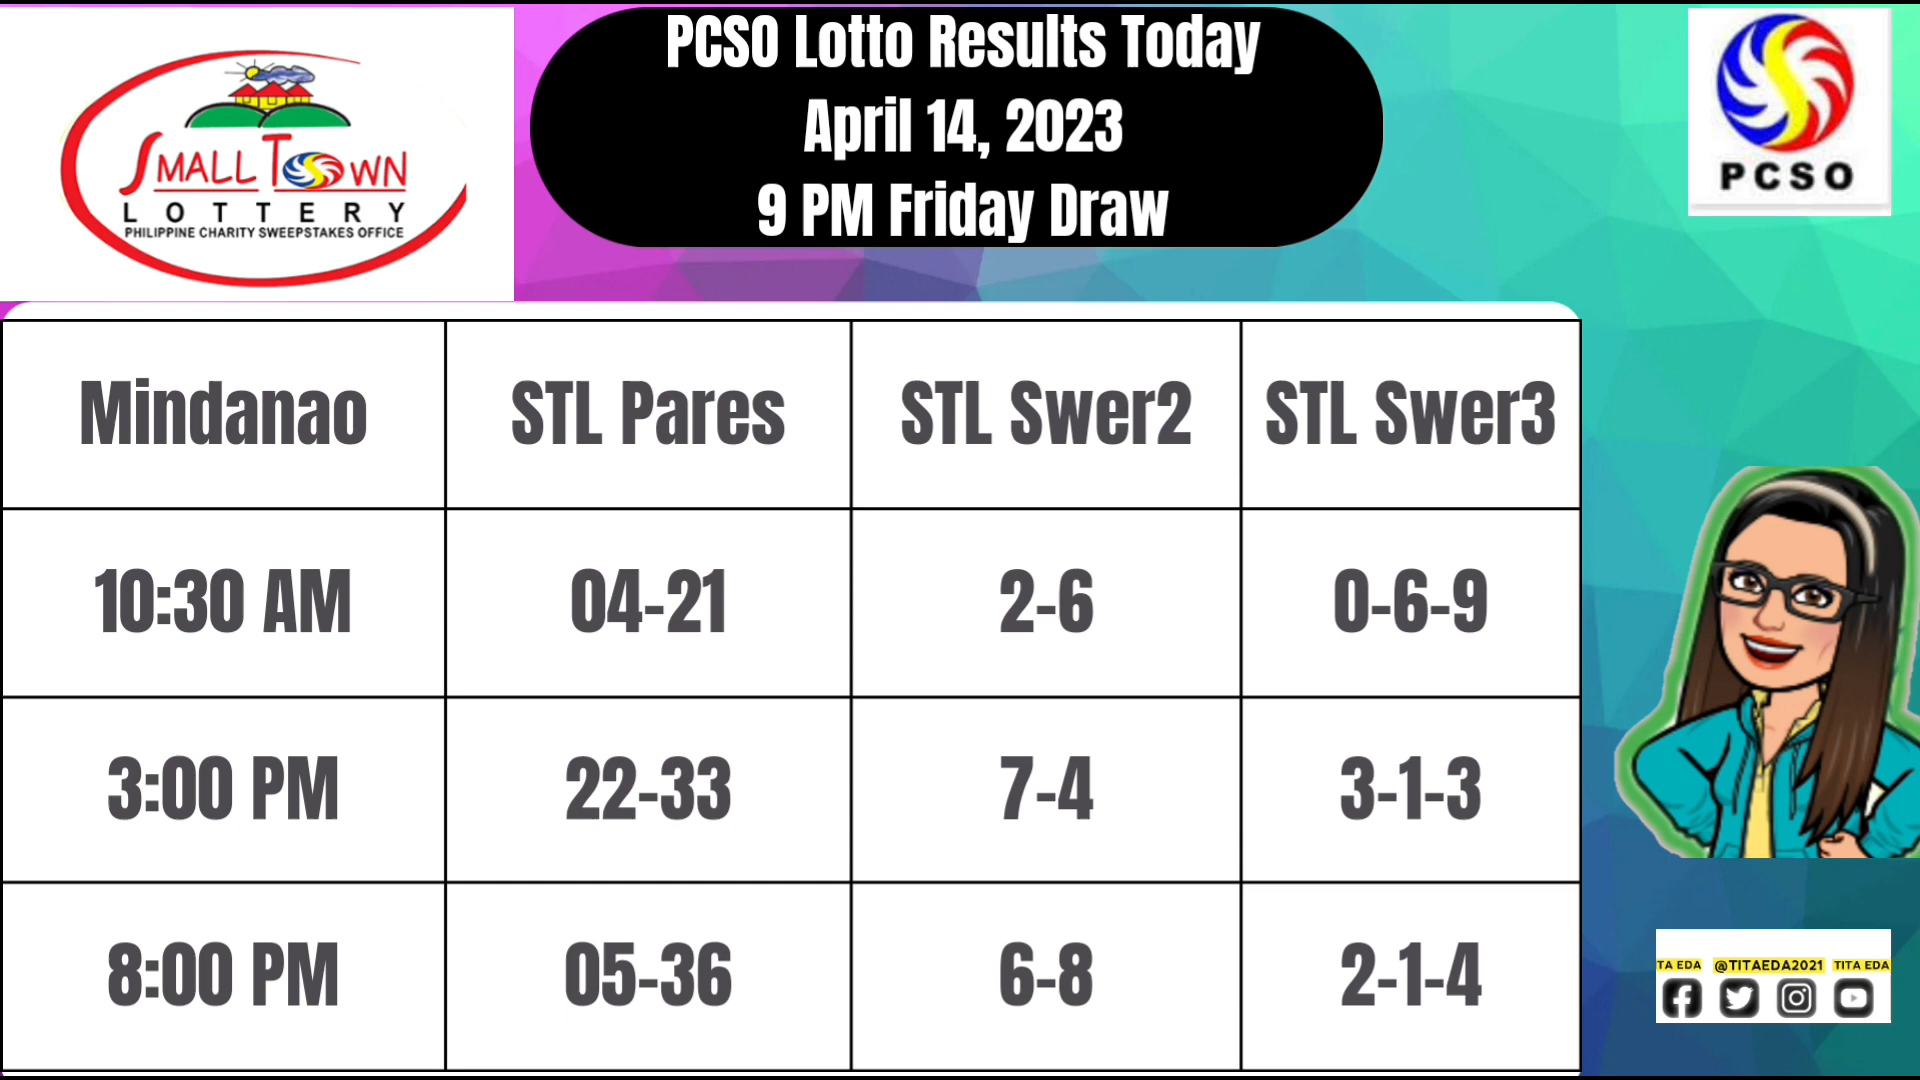 SMALL TOWN
LOTTERY
PHILIPPINE CHARITY SWEEPSTAKES OFFICE
PCSO Lotto Results Today
April 14, 2023
9 PM Friday Draw
PCSO
Mindanao STL Pares STL Swer2 STL Swer3
10:30 AM 04-21 2-6 0-6-9
3:00 PM 22-33 7-4 3-1-3
8:00 PM 05-36 6-8 2-1-4
TA EDA @TITAEDA2021 TITA EDA